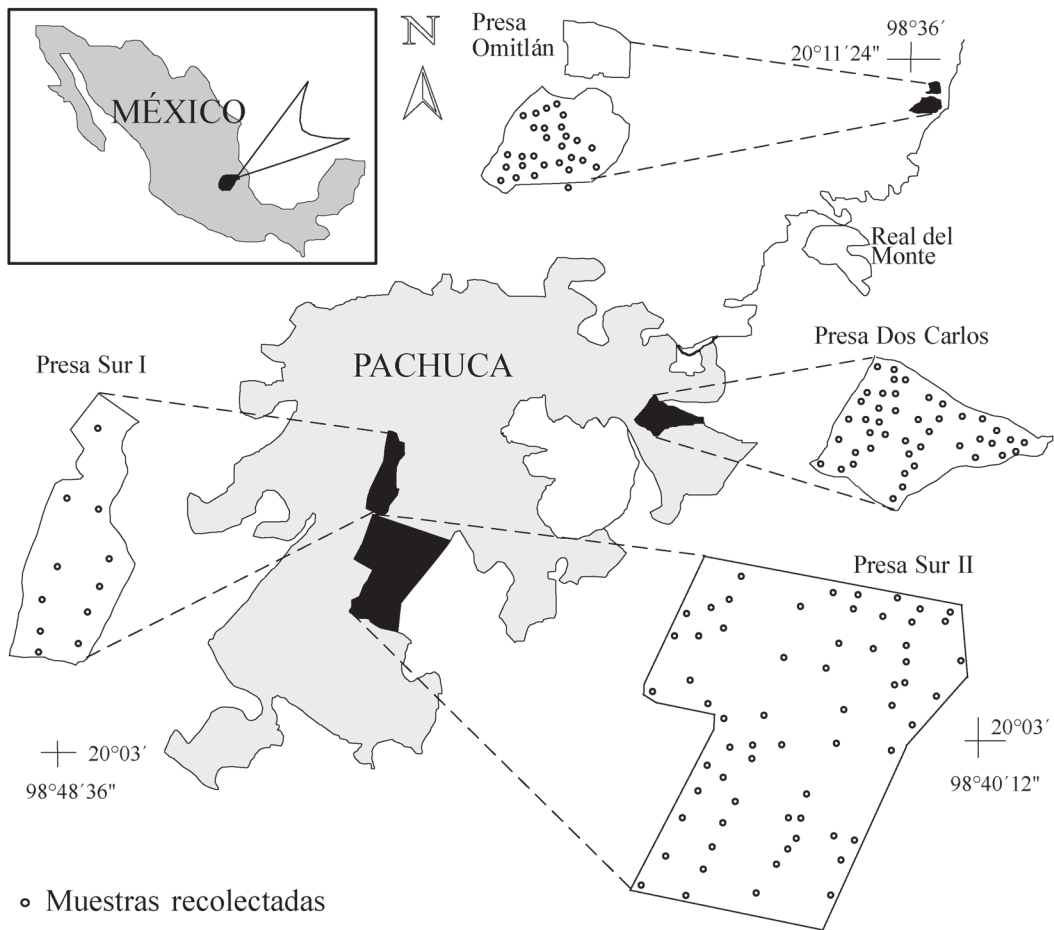 MÉXICO
N
Presa
Omitlán
98°36´
20°11´24"
Real del
Monte
Presa Dos Carlos
Presa Sur I
PACHUCA
Presa Sur II
20°03´
98°48´36"
20°03´
98°40´12"
Muestras recolectadas